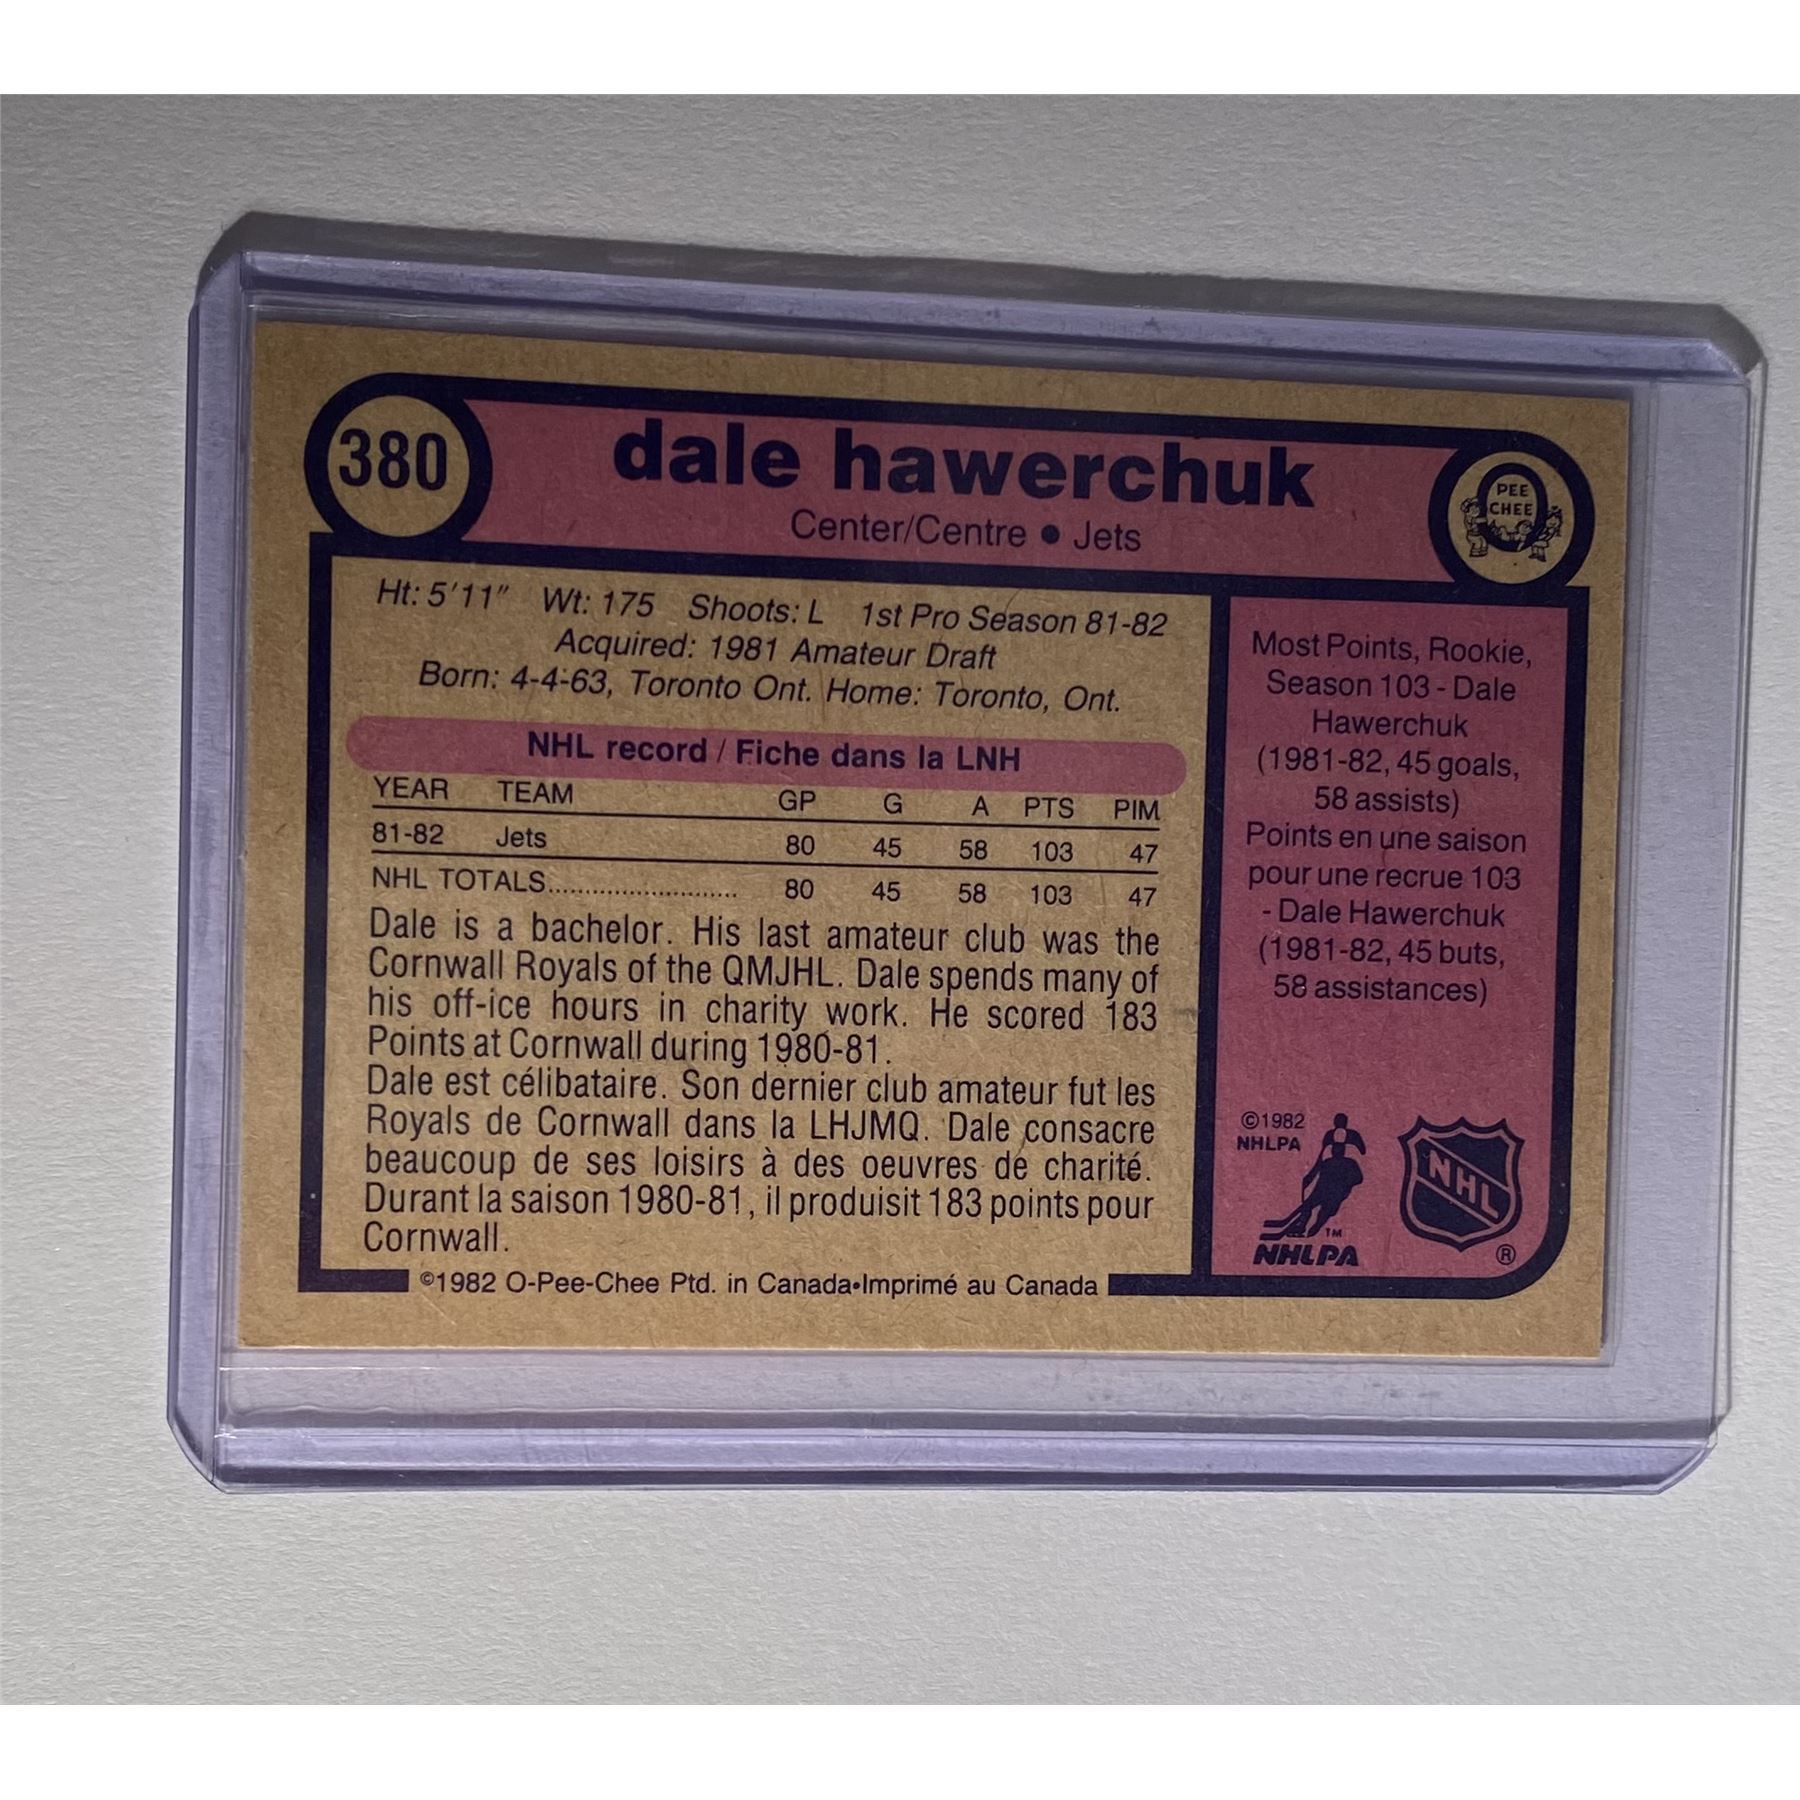 380
dale hawerchuk
Center/Centre • Jets
PEE
CHEE
Ht: 5'11" Wt: 175 Shoots: L 1st Pro Season 81-82
Acquired: 1981 Amateur Draft
Born: 4-4-63, Toronto Ont. Home: Toronto, Ont.
NHL record / Fiche dans la LNH
YEAR TEAM GP G A PTS PIM
81-82 Jets 80 45 58 103 47
NHL TOTALS........................... 80 45 58 103 47
Dale is a bachelor. His last amateur club was the
Cornwall Royals of the QMJHL. Dale spends many of
his off-ice hours in charity work. He scored 183
Points at Cornwall during 1980-81.
Dale est célibataire. Son dernier club amateur fut les
Royals de Cornwall dans la LHJMQ. Dale consacre
beaucoup de ses loisirs à des oeuvres de charité.
Durant la saison 1980-81, il produisit 183 points pour
Cornwall.
©1982 O-Pee-Chee Ptd. in Canada•Imprimé au Canada
Most Points, Rookie,
Season 103 - Dale
Hawerchuk
(1981-82, 45 goals,
58 assists)
Points en une saison
pour une recrue 103
- Dale Hawerchuk
(1981-82, 45 buts,
58 assistances)
©1982
NHLPA
TM
NHLPA
NHL
®